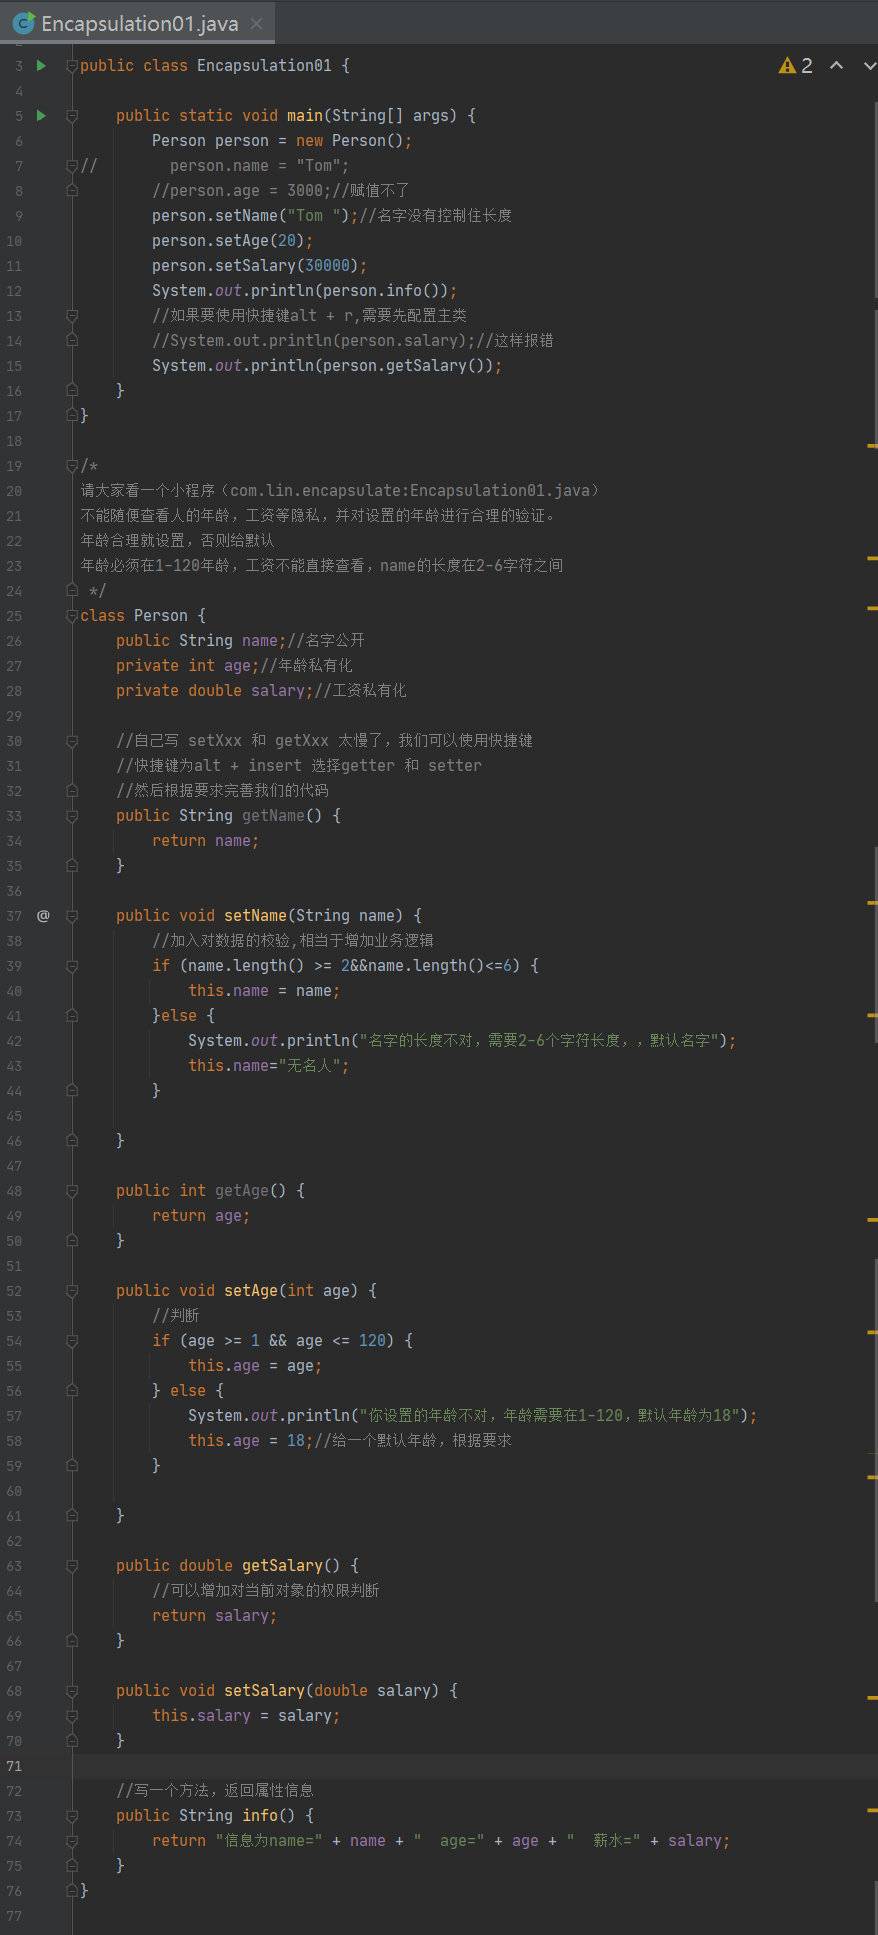 Encapsulation01.java
2
3 public class Encapsulation01 {
4
5 public static void main(String[] args) {
6 Person person = new Person();
7 // person.name = "Tom";
8 //person.age = 3000;//赋值不了
9 person.setName("Tom ");//名字没有控制住长度
10 person.setAge(20);
11 person.setSalary(30000);
12 System.out.println(person.info());
13 //如果要使用快捷键alt + r,需要先配置主类
14 //System.out.println(person.salary);//这样报错
15 System.out.println(person.getSalary());
16 }
17 }
18
19 /*
20 请大家看一个小程序（com.lin.encapsulate:Encapsulation01.java）
21 不能随便查看人的年龄，工资等隐私，并对设置的年龄进行合理的验证。
22 年龄合理就设置，否则给默认
23 年龄必须在1-120年龄，工资不能直接查看，name的长度在2-6字符之间
24 */
25 class Person {
26 public String name;//名字公开
27 private int age;//年龄私有化
28 private double salary;//工资私有化
29
30 //自己写 setXxx 和 getXxx 太慢了，我们可以使用快捷键
31 //快捷键为alt + insert 选择getter 和 setter
32 //然后根据要求完善我们的代码
33 public String getName() {
34 return name;
35 }
36
37 @ public void setName(String name) {
38 //加入对数据的校验,相当于增加业务逻辑
39 if (name.length() >= 2&&name.length()<=6) {
40 this.name = name;
41 }else {
42 System.out.println("名字的长度不对，需要2-6个字符长度，，默认名字");
43 this.name="无名人";
44 }
45
46 }
47
48 public int getAge() {
49 return age;
50 }
51
52 public void setAge(int age) {
53 //判断
54 if (age >= 1 && age <= 120) {
55 this.age = age;
56 } else {
57 System.out.println("你设置的年龄不对，年龄需要在1-120，默认年龄为18");
58 this.age = 18;//给一个默认年龄，根据要求
59 }
60
61 }
62
63 public double getSalary() {
64 //可以增加对当前对象的权限判断
65 return salary;
66 }
67
68 public void setSalary(double salary) {
69 this.salary = salary;
70 }
71
72 //写一个方法，返回属性信息
73 public String info() {
74 return "信息为name=" + name + "  age=" + age + "  薪水=" + salary;
75 }
76 }
77